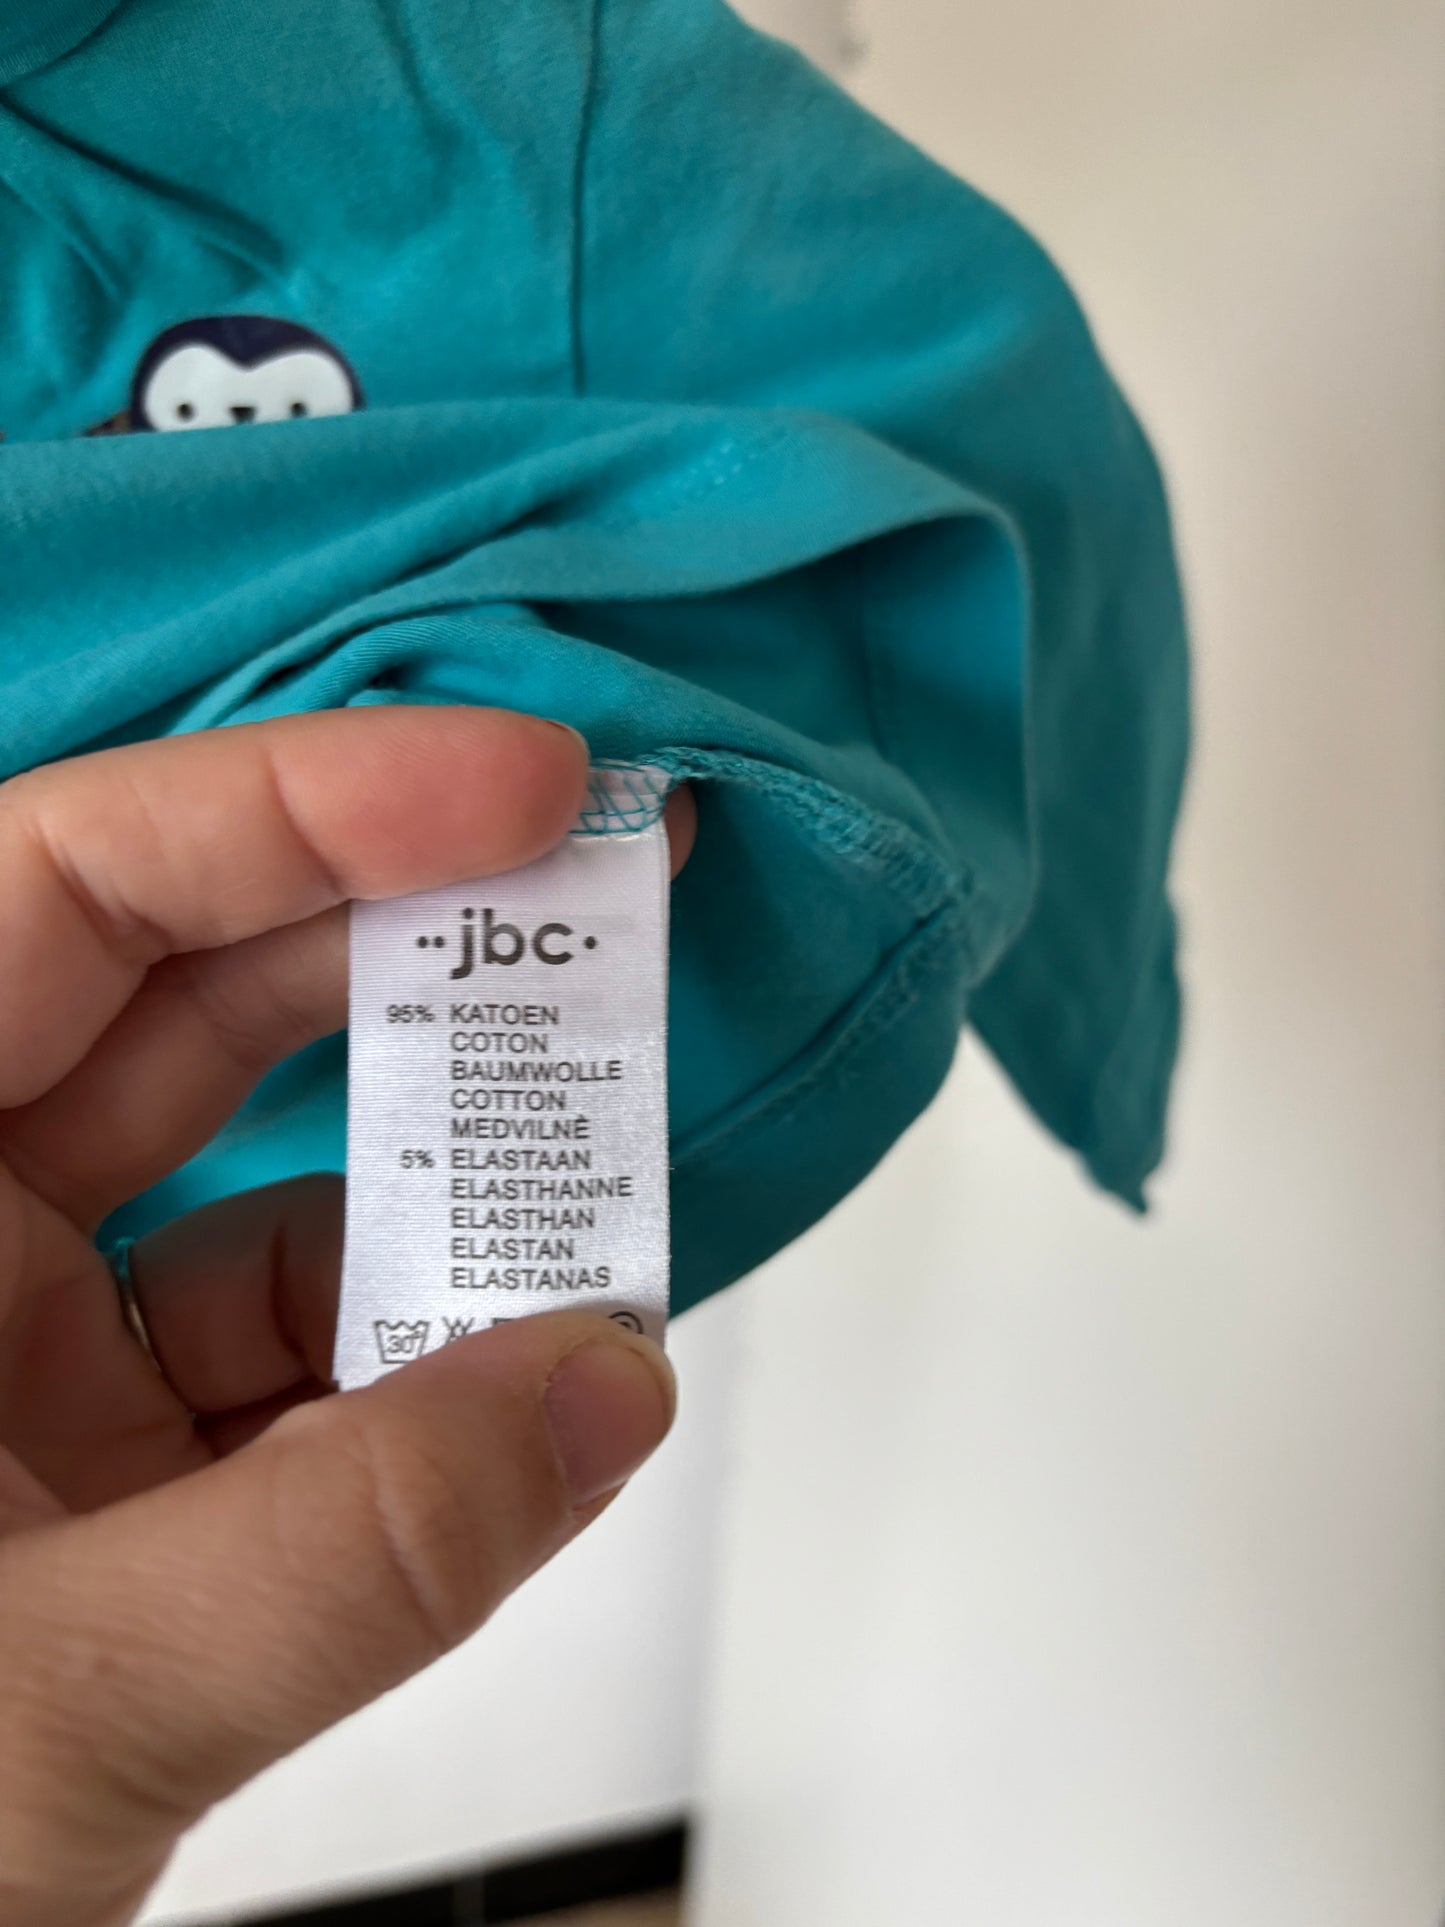 ··jbc·
95% KATOEN
COTON
BAUMWOLLE
COTTON
MEDVILNĖ
5% ELASTAAN
ELASTHANNE
ELASTHAN
ELASTAN
ELASTANAS
30°